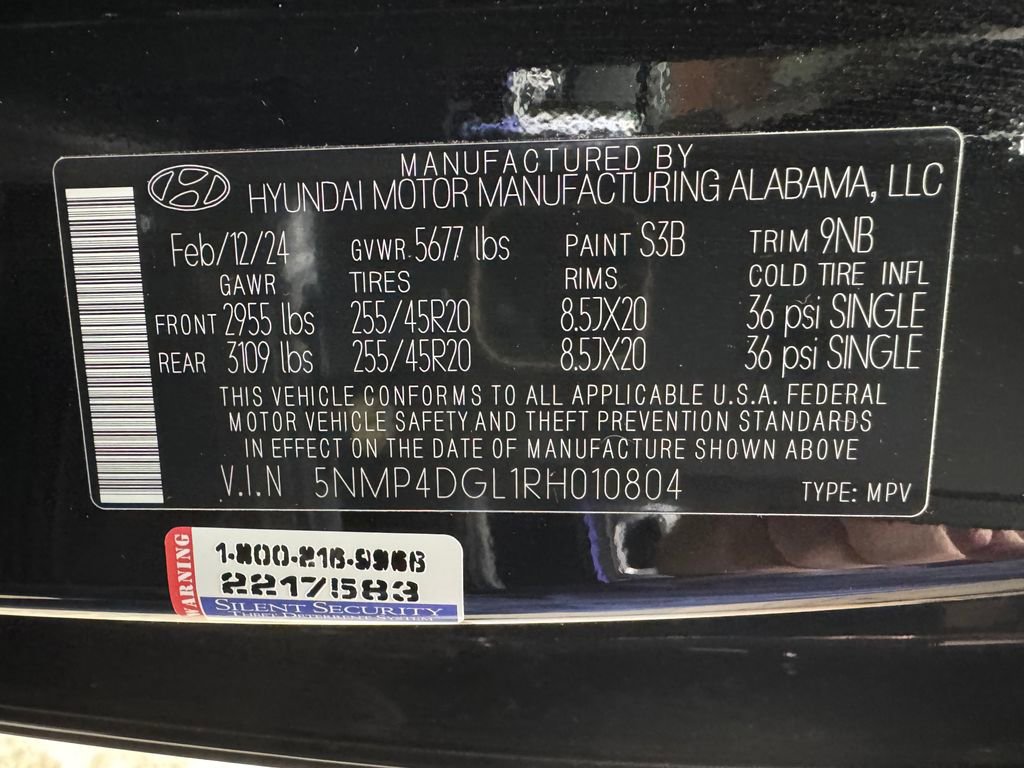 MANUFACTURED BY
HYUNDAI MOTOR MANUFACTURING ALABAMA, LLC
Feb/12/24 GVWR 5677 lbs PAINT S3B TRIM 9NB
GAWR TIRES RIMS COLD TIRE INFL
FRONT 2955 lbs 255/45R20 8.5JX20 36 psi SINGLE
REAR 3109 lbs 255/45R20 8.5JX20 36 psi SINGLE
THIS VEHICLE CONFORMS TO ALL APPLICABLE U.S.A. FEDERAL
MOTOR VEHICLE SAFETY AND THEFT PREVENTION STANDARDS
IN EFFECT ON THE DATE OF MANUFACTURE SHOWN ABOVE
V.I.N 5NMP4DGL1RH010804 TYPE: MPV
WARNING
2217583
SILENT SECURITY
THREE DETERRENT SYSTEM